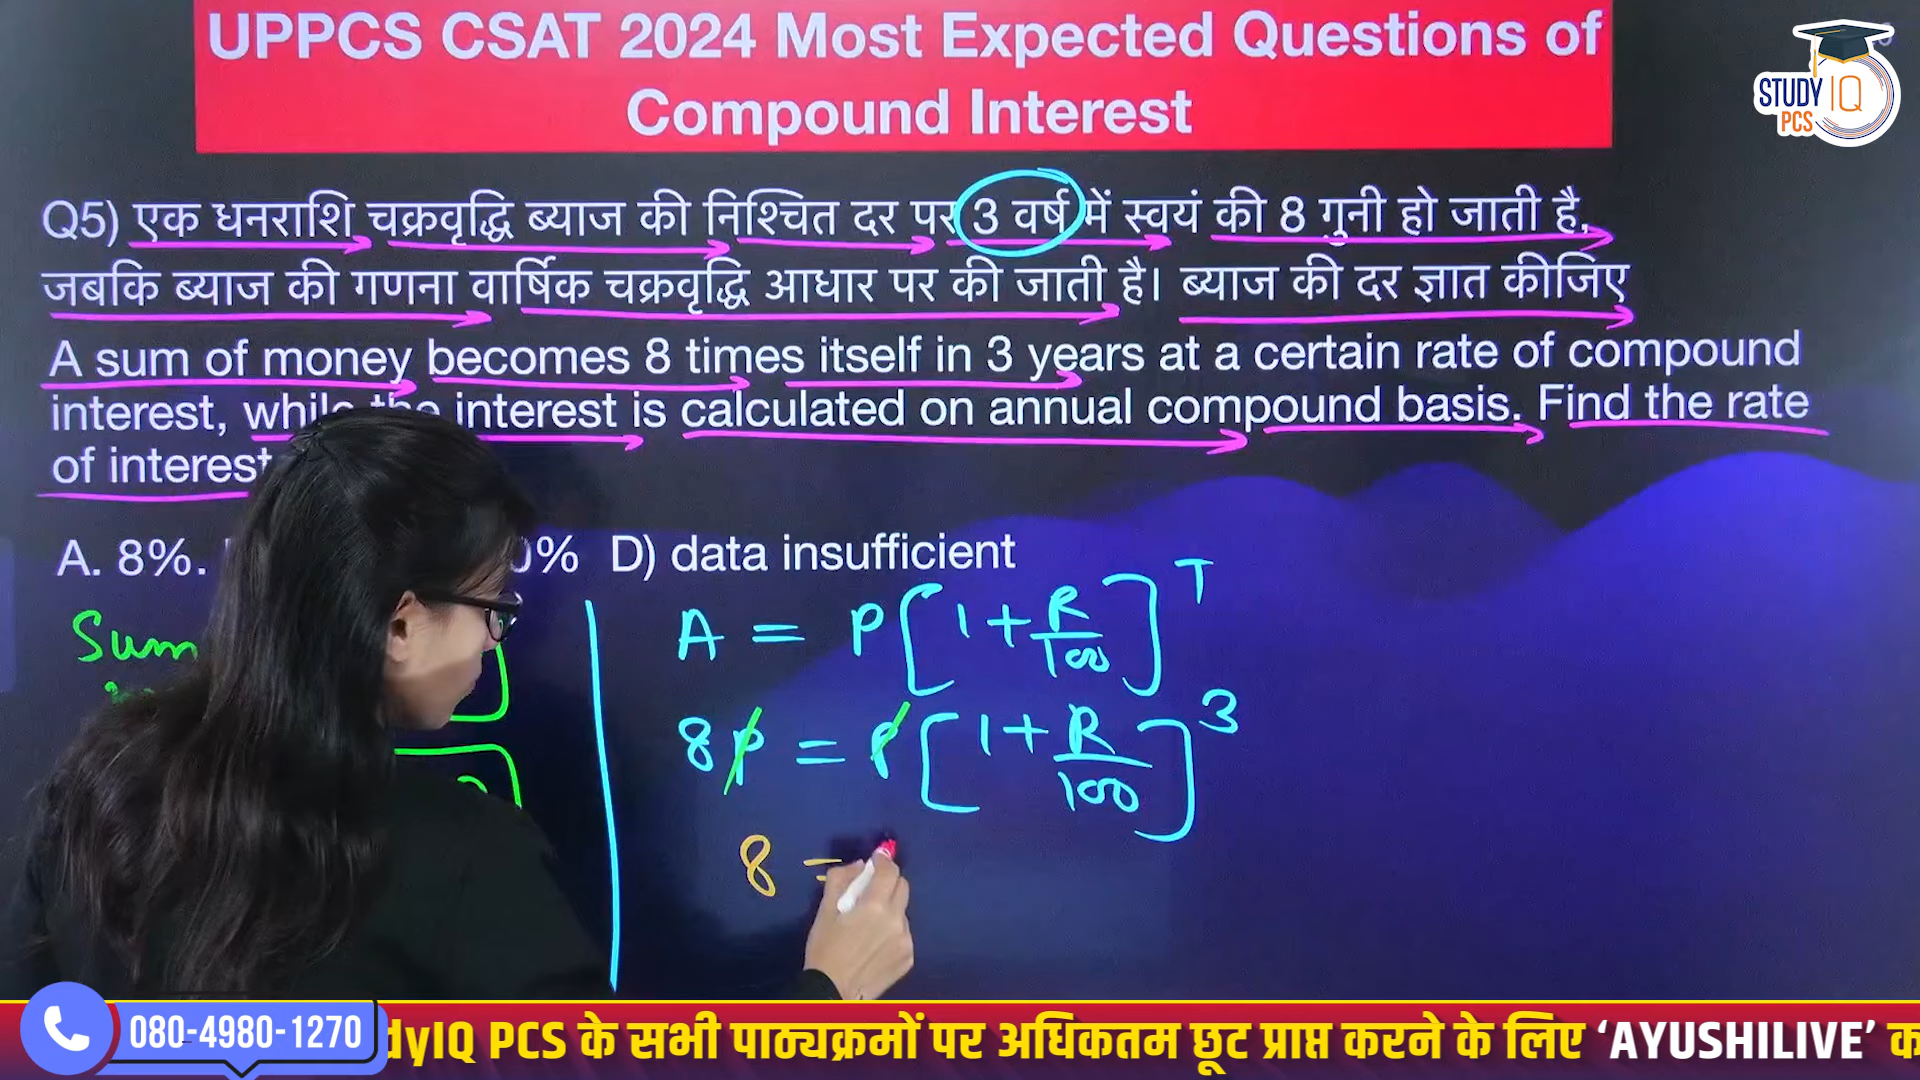 UPPCS CSAT 2024 Most Expected Questions of
Compound Interest
STUDY IQ
PCS
Q5) एक धनराशि चक्रवृद्धि ब्याज की निश्चित दर पर 3 वर्ष में स्वयं की 8 गुनी हो जाती है,
जबकि ब्याज की गणना वार्षिक चक्रवृद्धि आधार पर की जाती है। ब्याज की दर ज्ञात कीजिए
A sum of money becomes 8 times itself in 3 years at a certain rate of compound
interest, while the interest is calculated on annual compound basis. Find the rate
of interest
A. 8%. 0% D) data insufficient
Sum
A = P[1+R/100]^T
8P = P[1+R/100]^3
8 =
080-4980-1270
dyIQ PCS के सभी पाठ्यक्रमों पर अधिकतम छूट प्राप्त करने के लिए ‘AYUSHILIVE’ क